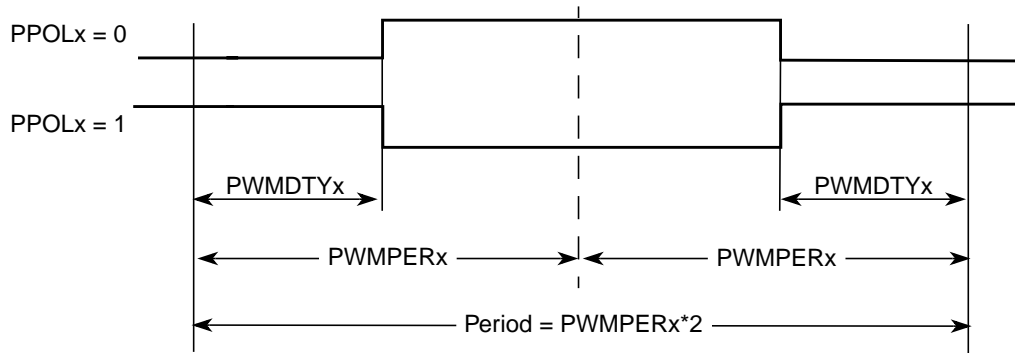 PPOLx = 0
PPOLx = 1
PWMDTYx
PWMDTYx
PWMPERx
PWMPERx
Period = PWMPERx*2